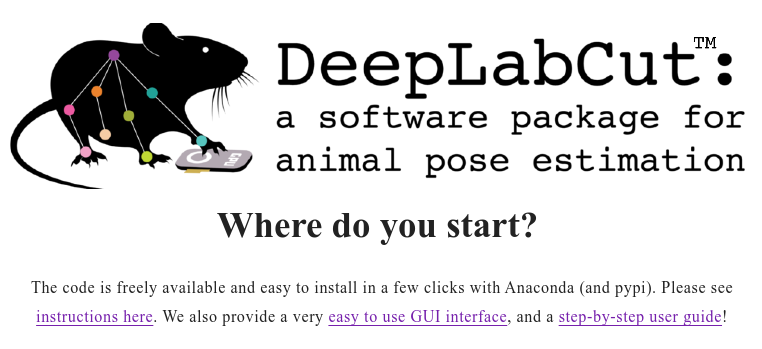 DeepLabCut™:
a software package for
animal pose estimation
GPU
Where do you start?
The code is freely available and easy to install in a few clicks with Anaconda (and pypi). Please see
instructions here. We also provide a very easy to use GUI interface, and a step-by-step user guide!